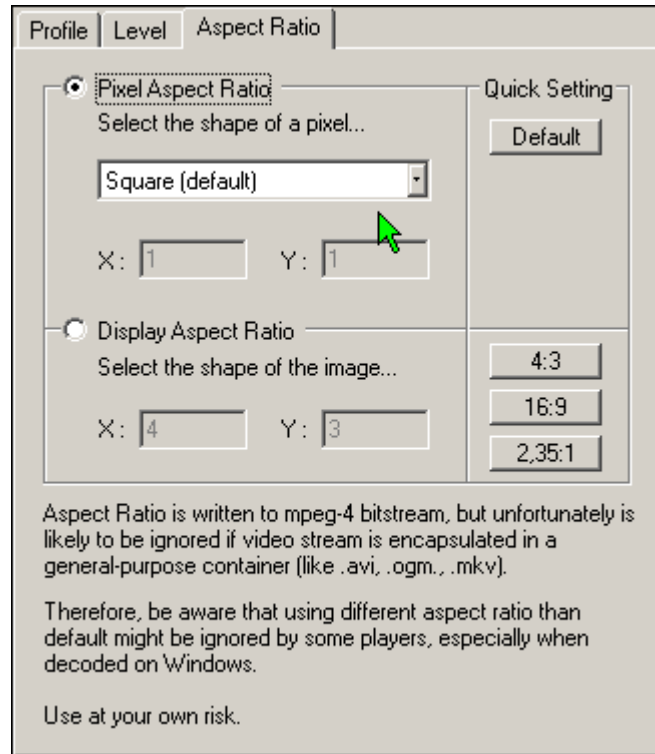 Profile Level Aspect Ratio
Pixel Aspect Ratio Quick Setting
Select the shape of a pixel... Default
Square (default)
X: 1 Y: 1
Display Aspect Ratio
Select the shape of the image... 4:3
16:9
X: 4 Y: 3
2,35:1
Aspect Ratio is written to mpeg-4 bitstream, but unfortunately is
likely to be ignored if video stream is encapsulated in a
general-purpose container (like .avi, .ogm., .mkv).
Therefore, be aware that using different aspect ratio than
default might be ignored by some players, especially when
decoded on Windows.
Use at your own risk.